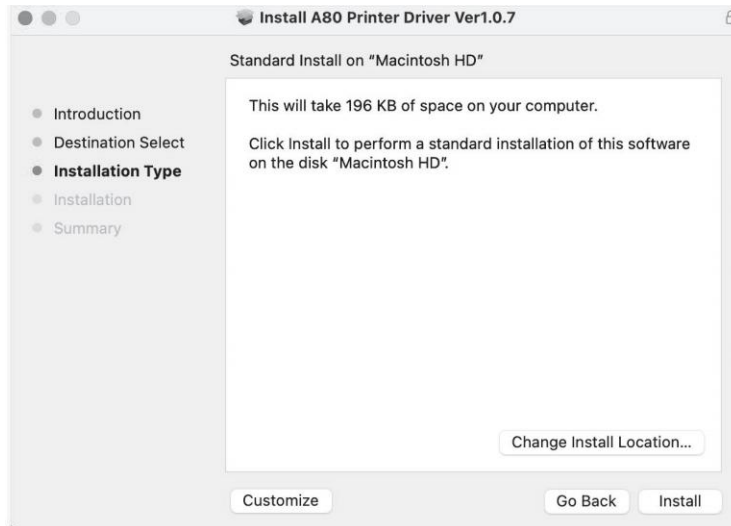 Install A80 Printer Driver Ver1.0.7
Standard Install on “Macintosh HD”
Introduction
Destination Select
Installation Type
Installation
Summary
This will take 196 KB of space on your computer.
Click Install to perform a standard installation of this software
on the disk “Macintosh HD”.
Change Install Location...
Customize
Go Back
Install